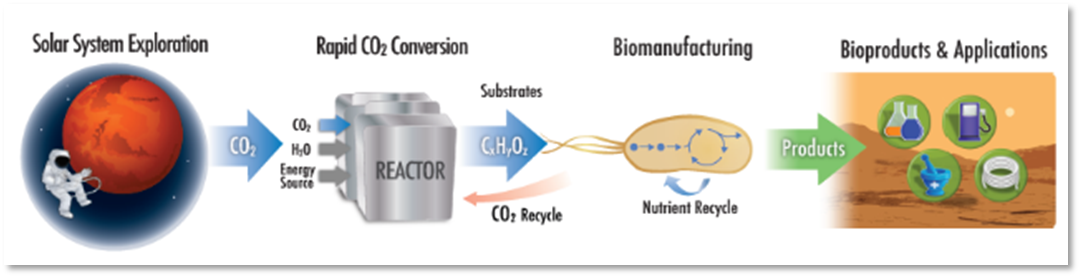 Solar System Exploration
Rapid CO2 Conversion
Biomanufacturing
Bioproducts & Applications
CO2
CO2
H2O
Energy
Source
REACTOR
Substrates
CxHyOz
CO2 Recycle
Nutrient Recycle
Products